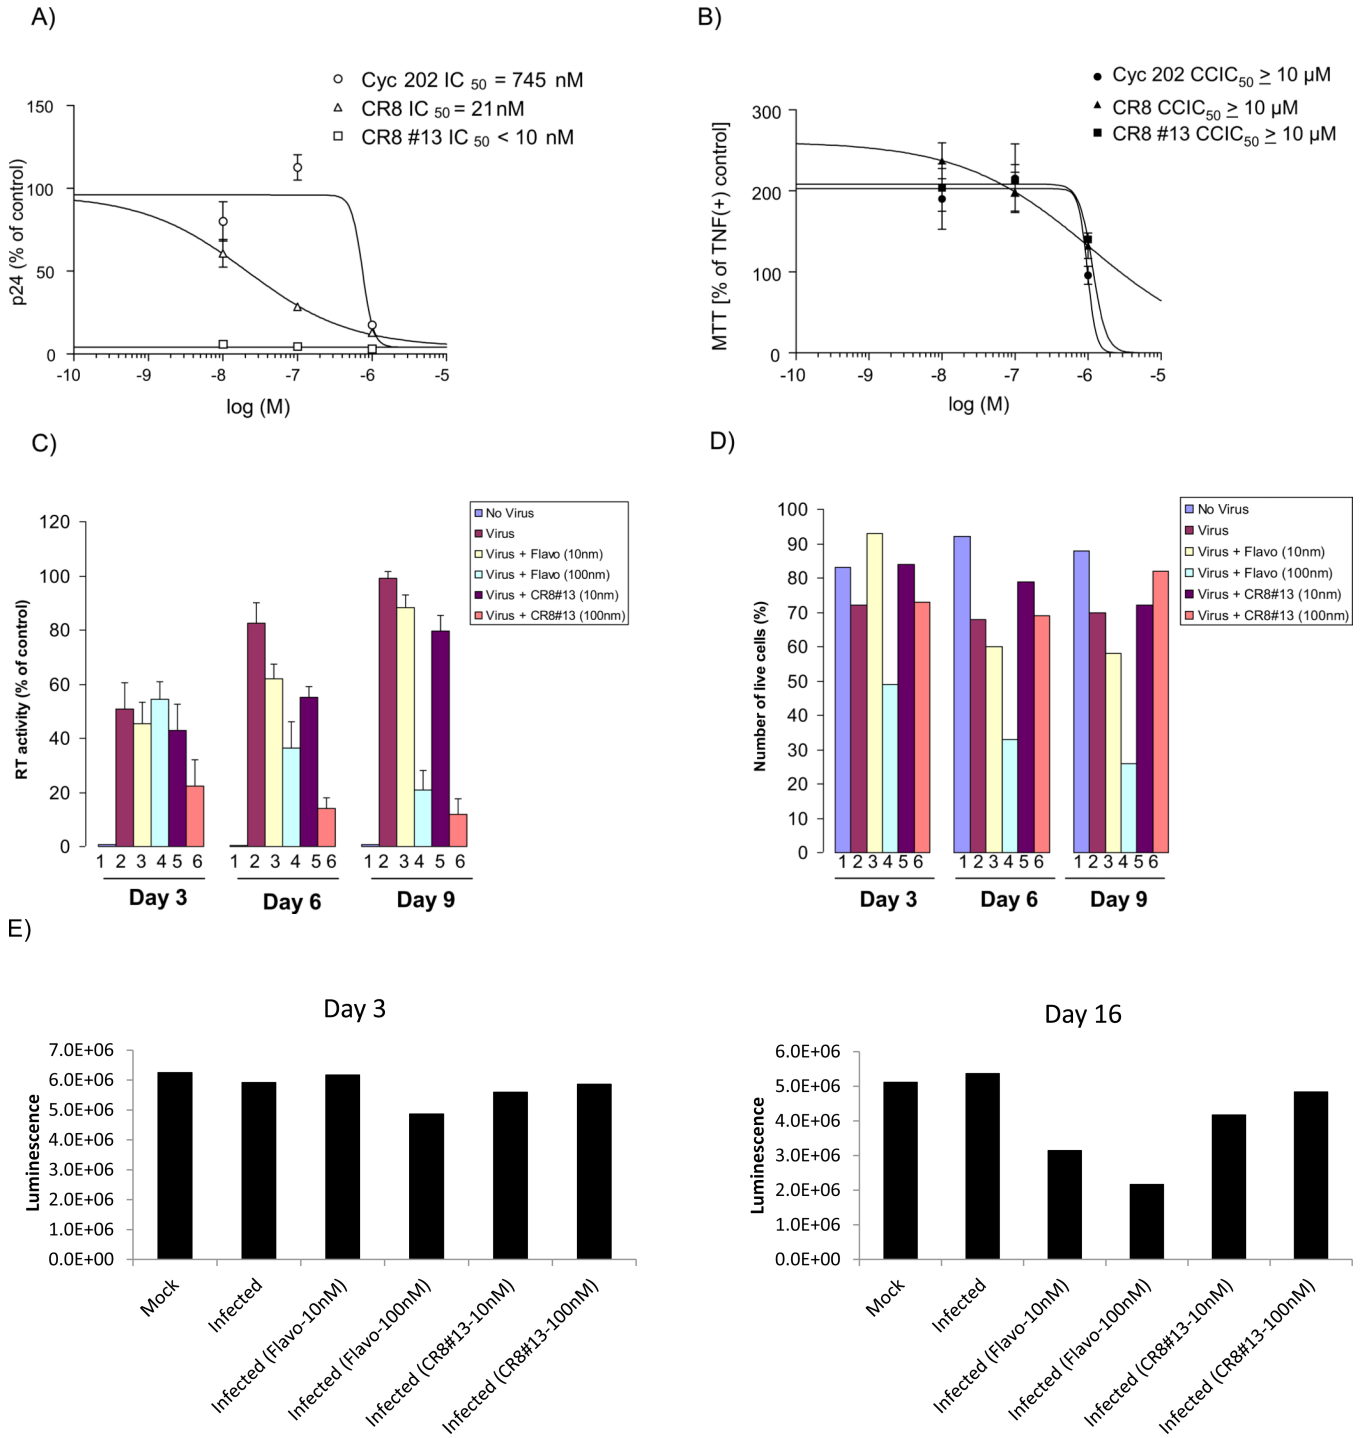 A)
Cyc 202 IC 50 = 745 nM
CR8 IC 50 = 21 nM
CR8 #13 IC 50 < 10 nM
p24 (% of control)
150
100
50
0
-10 -9 -8 -7 -6 -5
log (M)
B)
Cyc 202 CCIC50 ≥ 10 µM
CR8 CCIC50 ≥ 10 µM
CR8 #13 CCIC50 ≥ 10 µM
MTT [% of TNF(+) control]
300
200
100
0
-10 -9 -8 -7 -6 -5
log (M)
C)
No Virus
Virus
Virus + Flavo (10nm)
Virus + Flavo (100nm)
Virus + CR8#13 (10nm)
Virus + CR8#13 (100nm)
RT activity (% of control)
120
100
80
60
40
20
0
1 2 3 4 5 6 1 2 3 4 5 6 1 2 3 4 5 6
Day 3 Day 6 Day 9
D)
No Virus
Virus
Virus + Flavo (10nm)
Virus + Flavo (100nm)
Virus + CR8#13 (10nm)
Virus + CR8#13 (100nm)
Number of live cells (%)
100
90
80
70
60
50
40
30
20
10
0
1 2 3 4 5 6 1 2 3 4 5 6 1 2 3 4 5 6
Day 3 Day 6 Day 9
E)
Day 3
Luminescence
7.0E+06
6.0E+06
5.0E+06
4.0E+06
3.0E+06
2.0E+06
1.0E+06
0.0E+00
Mock
Infected
Infected (Flavo-10nM)
Infected (Flavo-100nM)
Infected (CR8#13-10nM)
Infected (CR8#13-100nM)
Day 16
Luminescence
6.0E+06
5.0E+06
4.0E+06
3.0E+06
2.0E+06
1.0E+06
0.0E+00
Mock
Infected
Infected (Flavo-10nM)
Infected (Flavo-100nM)
Infected (CR8#13-10nM)
Infected (CR8#13-100nM)